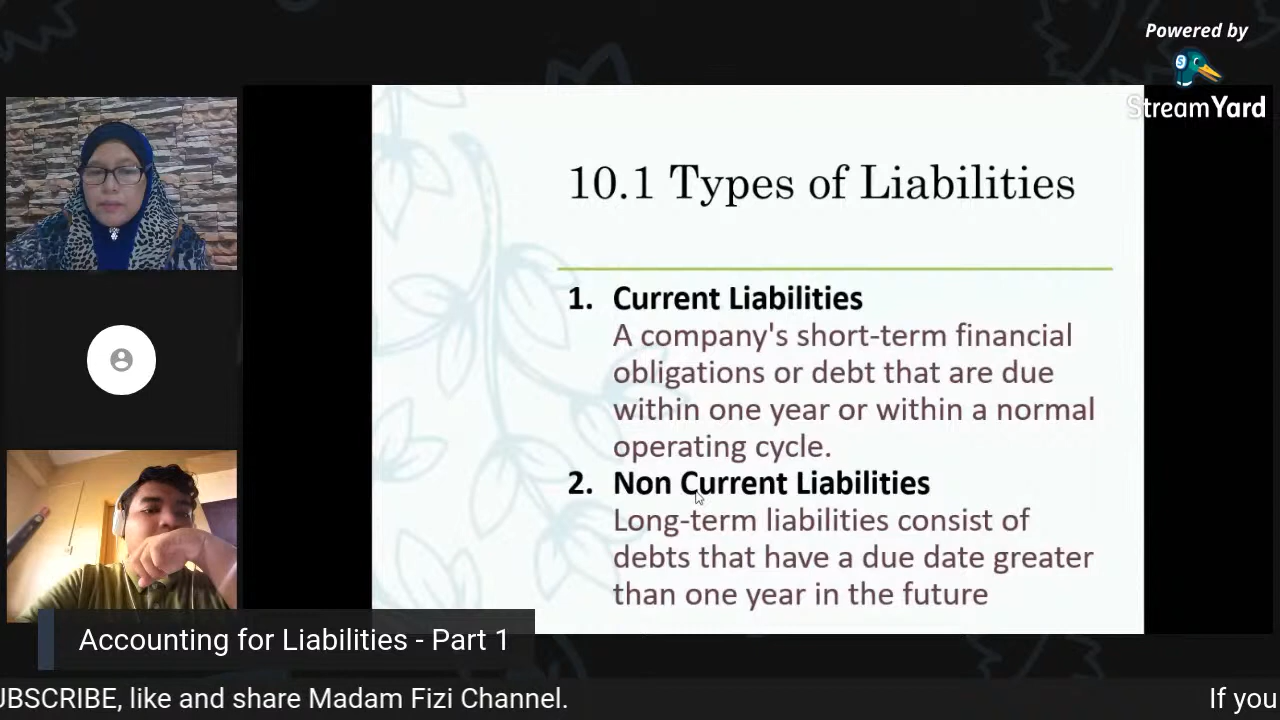 Powered by
StreamYard
10.1 Types of Liabilities
1. Current Liabilities
A company's short-term financial
obligations or debt that are due
within one year or within a normal
operating cycle.
2. Non Current Liabilities
Long-term liabilities consist of
debts that have a due date greater
than one year in the future
Accounting for Liabilities - Part 1
UBSCRIBE, like and share Madam Fizi Channel.
If you